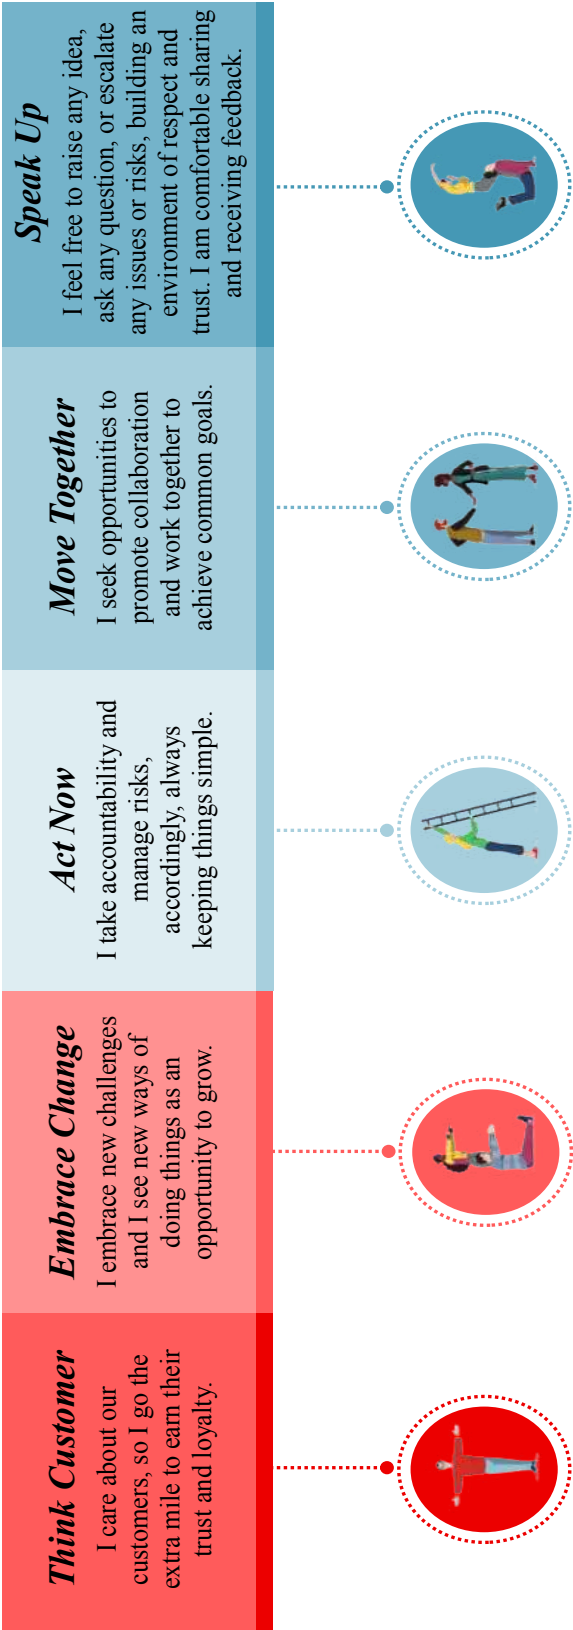 Think Customer
I care about our
customers, so I go the
extra mile to earn their
trust and loyalty.
Embrace Change
I embrace new challenges
and I see new ways of
doing things as an
opportunity to grow.
Act Now
I take accountability and
manage risks,
accordingly, always
keeping things simple.
Move Together
I seek opportunities to
promote collaboration
and work together to
achieve common goals.
Speak Up
I feel free to raise any idea,
ask any question, or escalate
any issues or risks, building an
environment of respect and
trust. I am comfortable sharing
and receiving feedback.